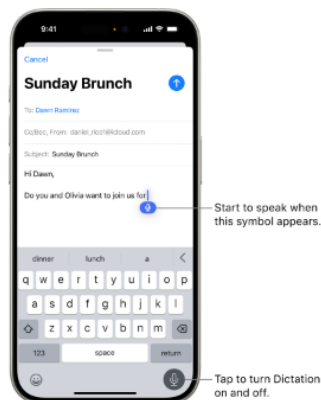 9:41
Cancel
Sunday Brunch
To: Dawn Ramirez
Cc/Bcc, From: daniel_rico1@icloud.com
Subject: Sunday Brunch
Hi Dawn,
Do you and Olivia want to join us for
Start to speak when
this symbol appears.
dinner lunch a
q w e r t y u i o p
a s d f g h j k l
z x c v b n m
123 space return
Tap to turn Dictation
on and off.